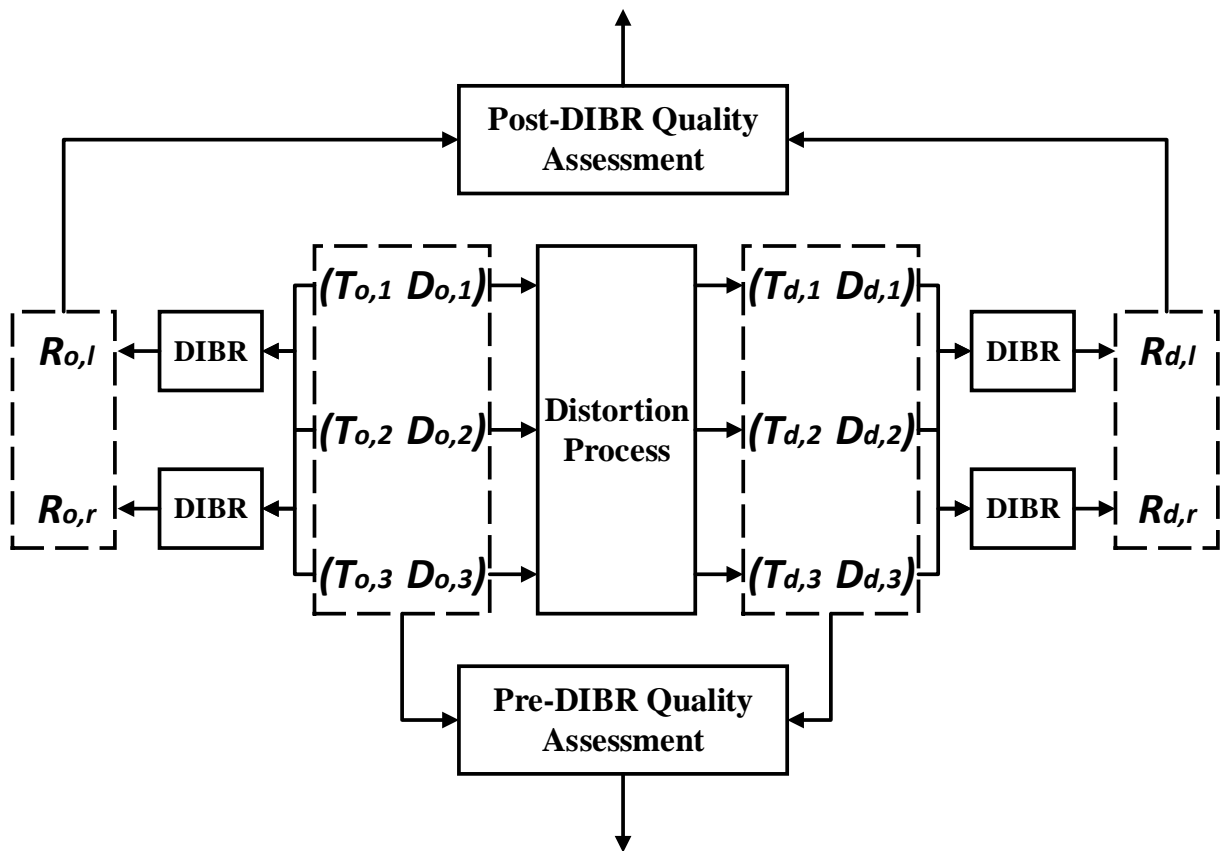 Post-DIBR Quality
Assessment
(To,1 Do,1)
(Td,1 Dd,1)
Ro,l
DIBR
DIBR
Rd,l
(To,2 Do,2)
Distortion
Process
(Td,2 Dd,2)
Ro,r
DIBR
DIBR
Rd,r
(To,3 Do,3)
(Td,3 Dd,3)
Pre-DIBR Quality
Assessment